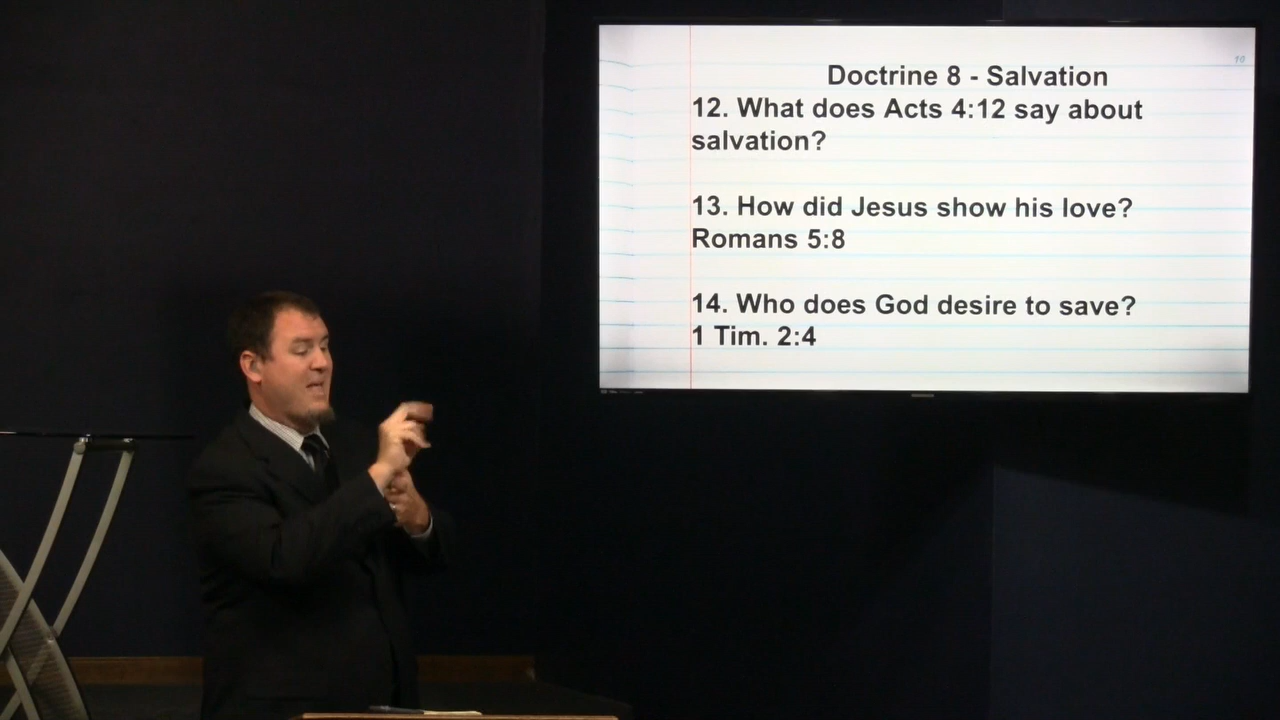 10
Doctrine 8 - Salvation
12. What does Acts 4:12 say about
salvation?
13. How did Jesus show his love?
Romans 5:8
14. Who does God desire to save?
1 Tim. 2:4